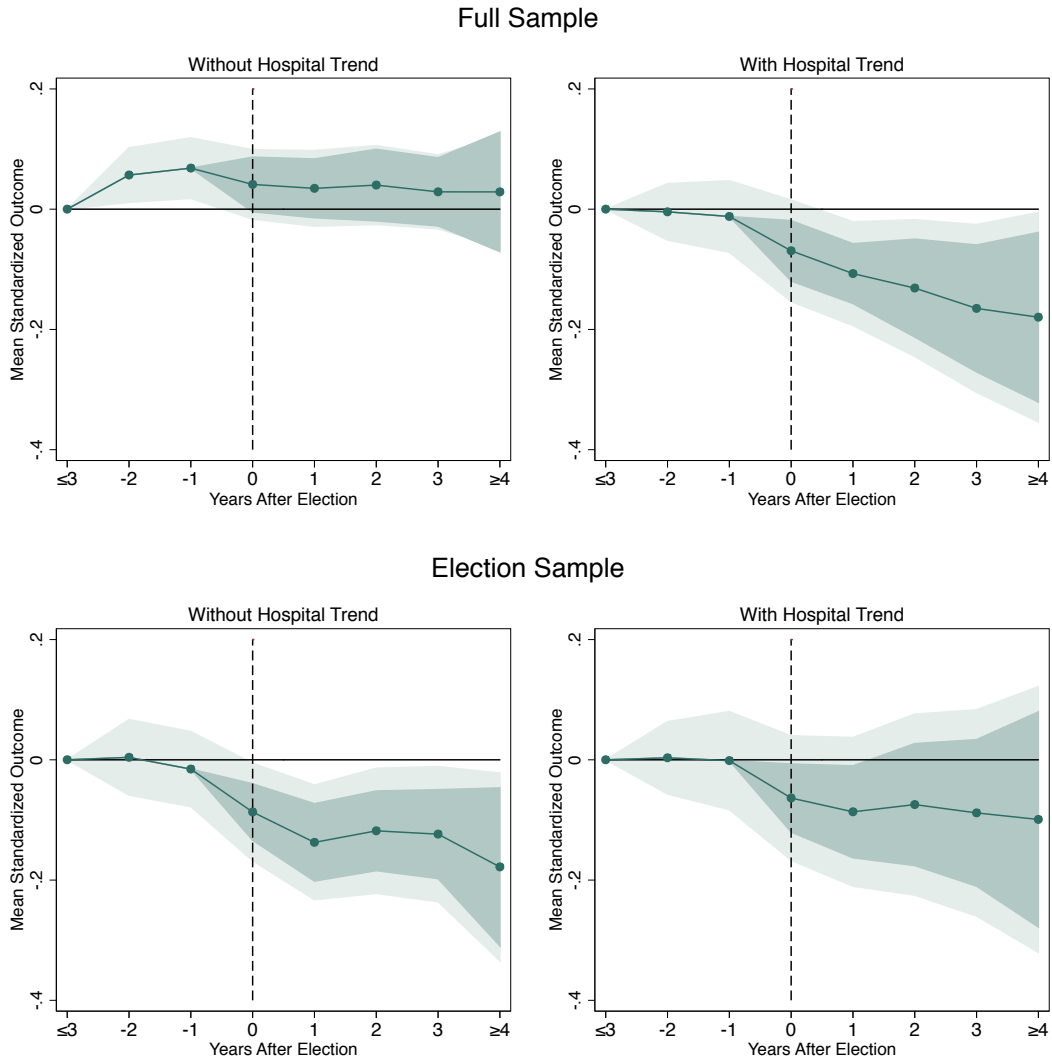 Full Sample
Without Hospital Trend
Mean Standardized Outcome
.2
0
-.2
-.4
≤3 -2 -1 0 1 2 3 ≥4
Years After Election
With Hospital Trend
Mean Standardized Outcome
.2
0
-.2
-.4
≤3 -2 -1 0 1 2 3 ≥4
Years After Election
Election Sample
Without Hospital Trend
Mean Standardized Outcome
.2
0
-.2
-.4
≤3 -2 -1 0 1 2 3 ≥4
Years After Election
With Hospital Trend
Mean Standardized Outcome
.2
0
-.2
-.4
≤3 -2 -1 0 1 2 3 ≥4
Years After Election